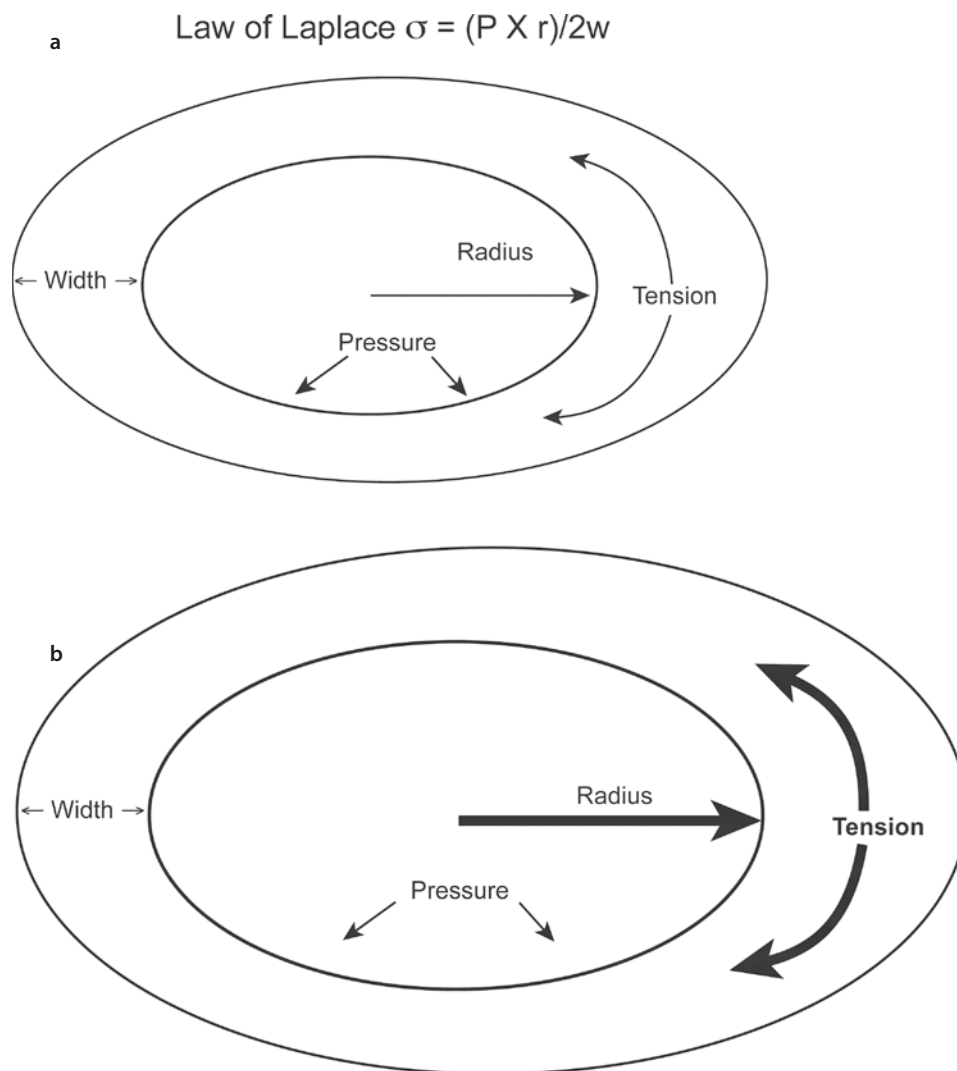 Law of Laplace σ = (P X r)/2w
a
Radius
Width
Tension
Pressure
b
Radius
Width
Tension
Pressure